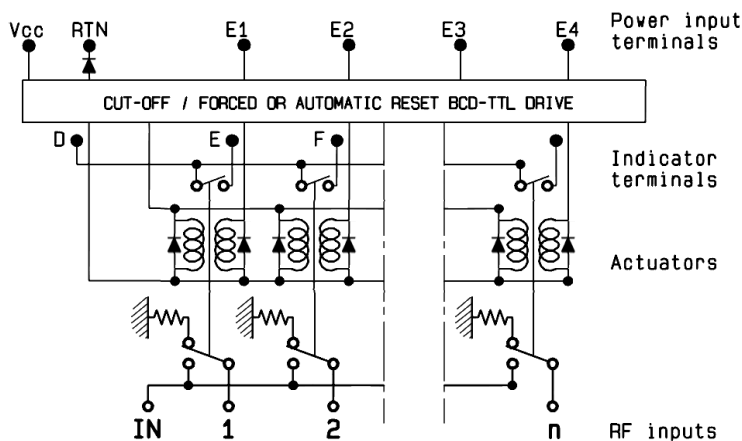 Vcc RTN E1 E2 E3 E4 Power input
terminals
CUT-OFF / FORCED OR AUTOMATIC RESET BCD-TTL DRIVE
D E F
Indicator
terminals
Actuators
IN 1 2 n RF inputs